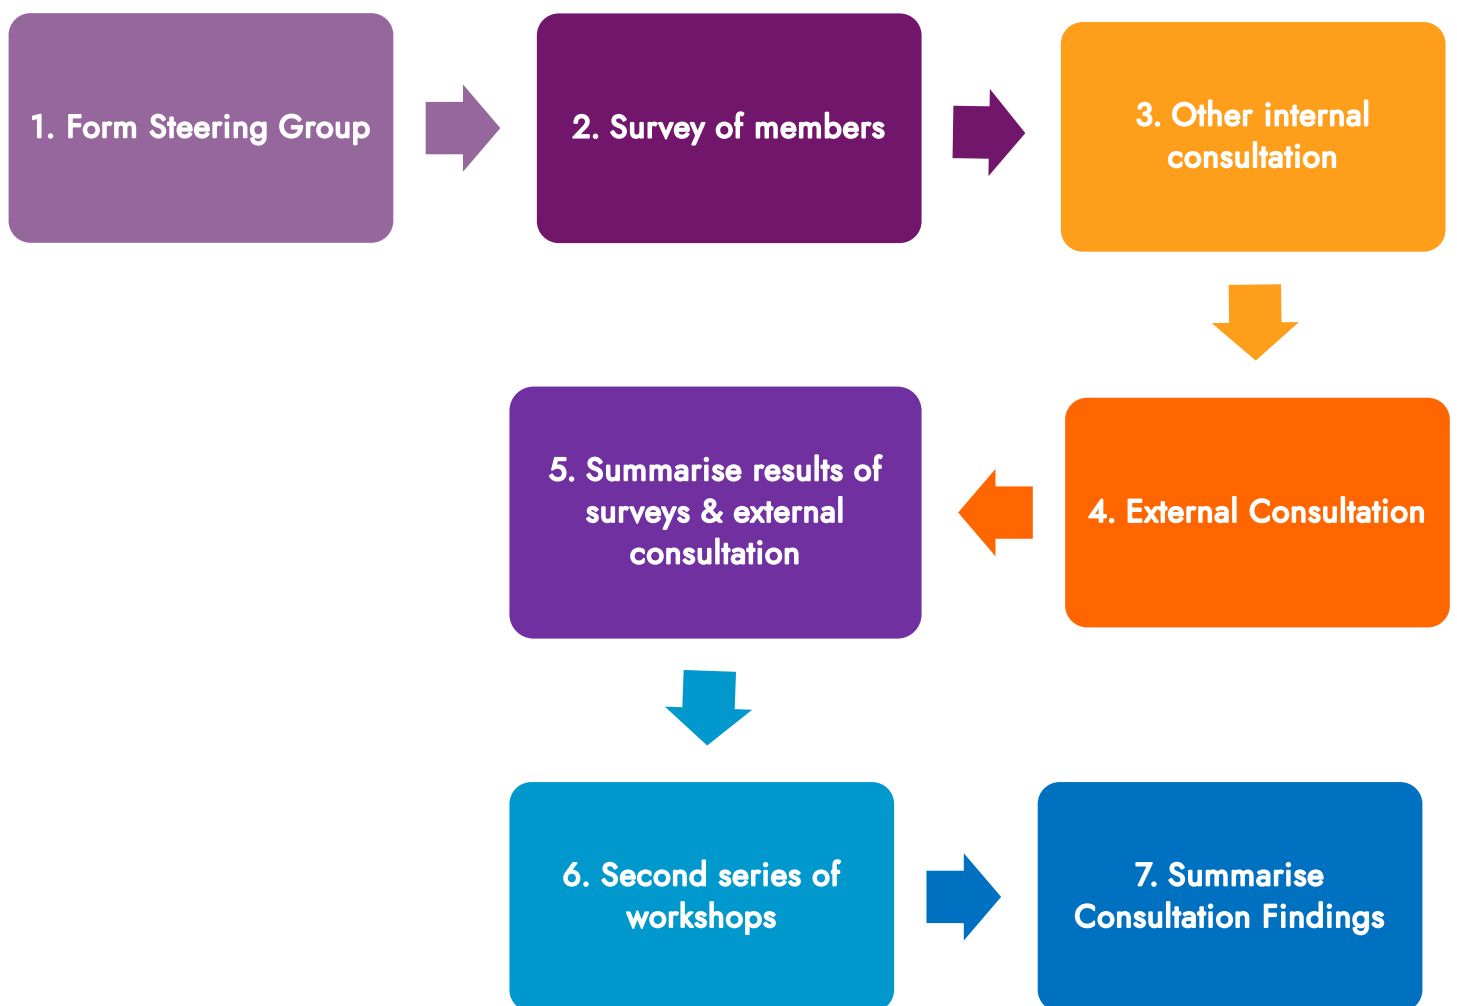 1. Form Steering Group
2. Survey of members
3. Other internal
consultation
4. External Consultation
5. Summarise results of
surveys & external
consultation
6. Second series of
workshops
7. Summarise
Consultation Findings